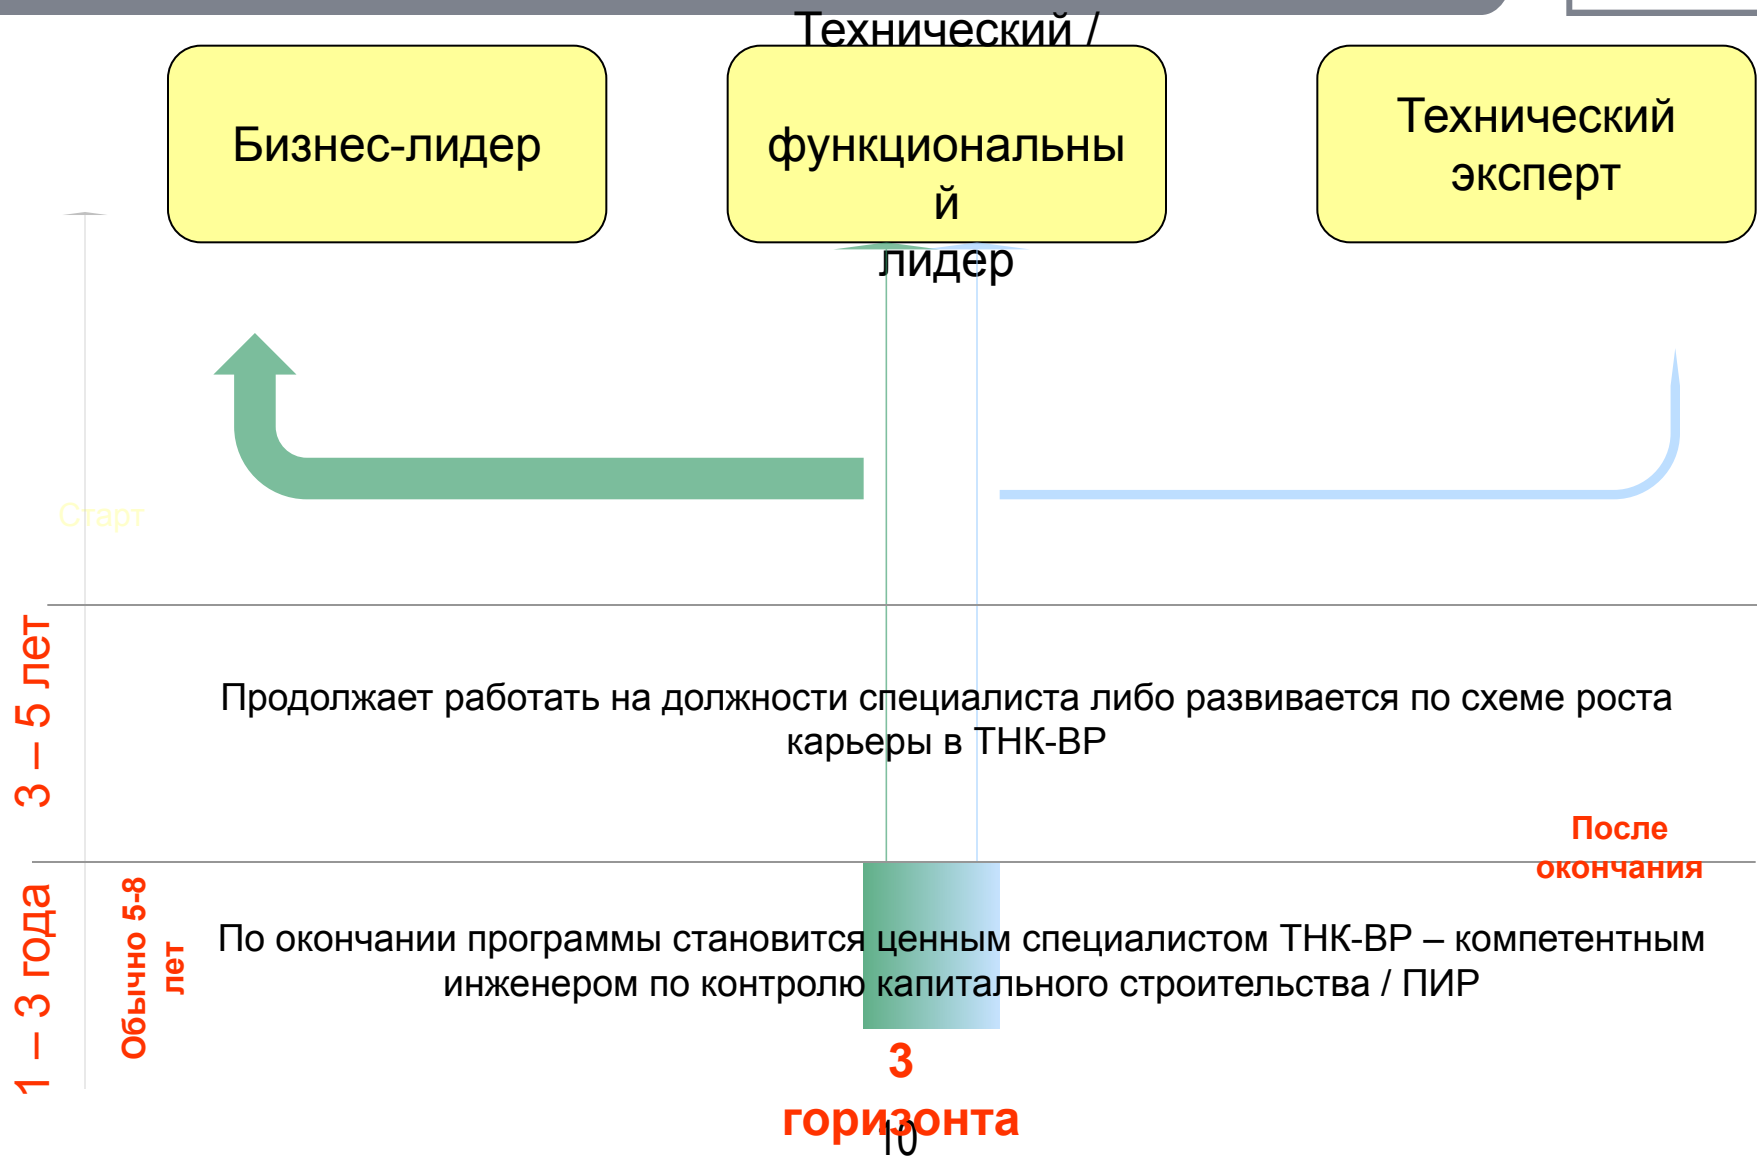 Технический /
функциональны
й
лидер
Бизнес-лидер
Технический
эксперт
Старт
3 – 5 лет
Продолжает работать на должности специалиста либо развивается по схеме роста
карьеры в ТНК-ВР
После
окончания
1 – 3 года
Обычно 5-8
лет
По окончании программы становится ценным специалистом ТНК-ВР – компетентным
инженером по контролю капитального строительства / ПИР
3
горизонта
10